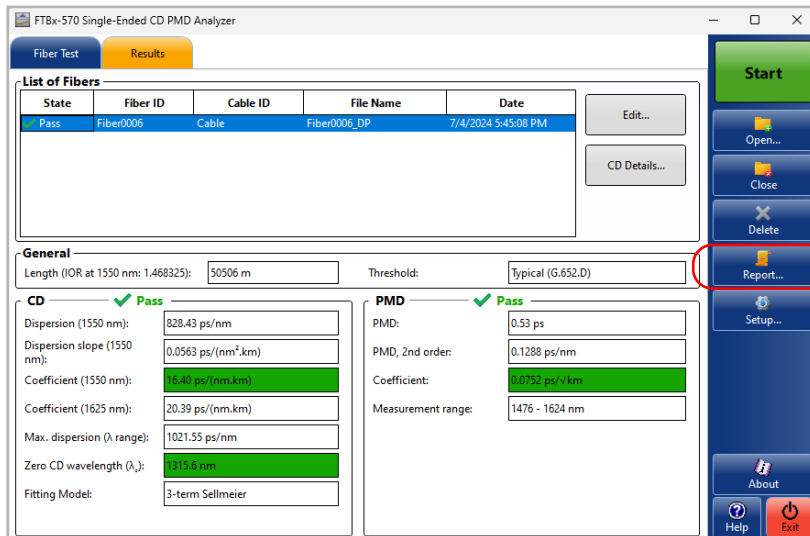 FTBx-570 Single-Ended CD PMD Analyzer
Fiber Test
Results
List of Fibers
State Fiber ID Cable ID File Name Date
Pass Fiber0006 Cable Fiber0006_DP 7/4/2024 5:45:08 PM
Edit...
CD Details...
General
Length (IOR at 1550 nm: 1.468325): 50506 m Threshold: Typical (G.652.D)
CD Pass
Dispersion (1550 nm): 828.43 ps/nm
Dispersion slope (1550
nm): 0.0563 ps/(nm².km)
Coefficient (1550 nm): 16.40 ps/(nm.km)
Coefficient (1625 nm): 20.39 ps/(nm.km)
Max. dispersion (λ range): 1021.55 ps/nm
Zero CD wavelength (λ₀): 1315.6 nm
Fitting Model: 3-term Sellmeier
PMD Pass
PMD: 0.53 ps
PMD, 2nd order: 0.1288 ps/nm
Coefficient: 0.0752 ps/√km
Measurement range: 1476 - 1624 nm
Start
Open...
Close
Delete
Report...
Setup...
About
Help
Exit